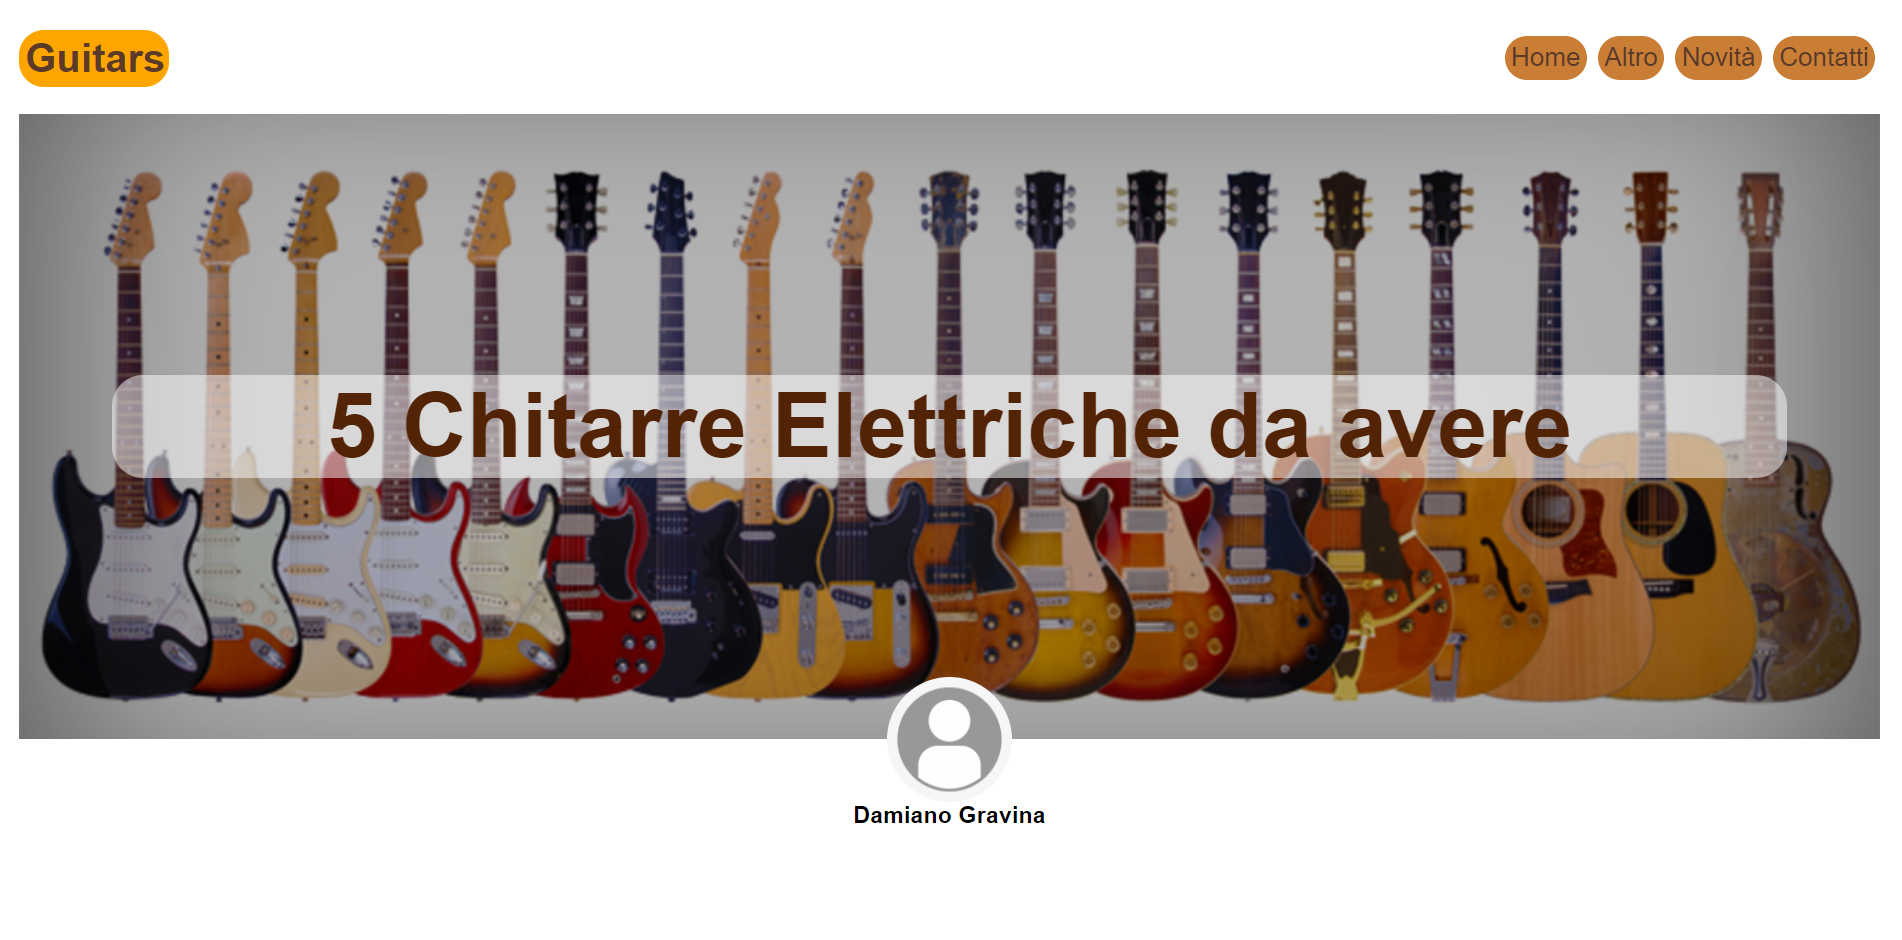 Guitars
Home Altro Novità Contatti
5 Chitarre Elettriche da avere
Damiano Gravina